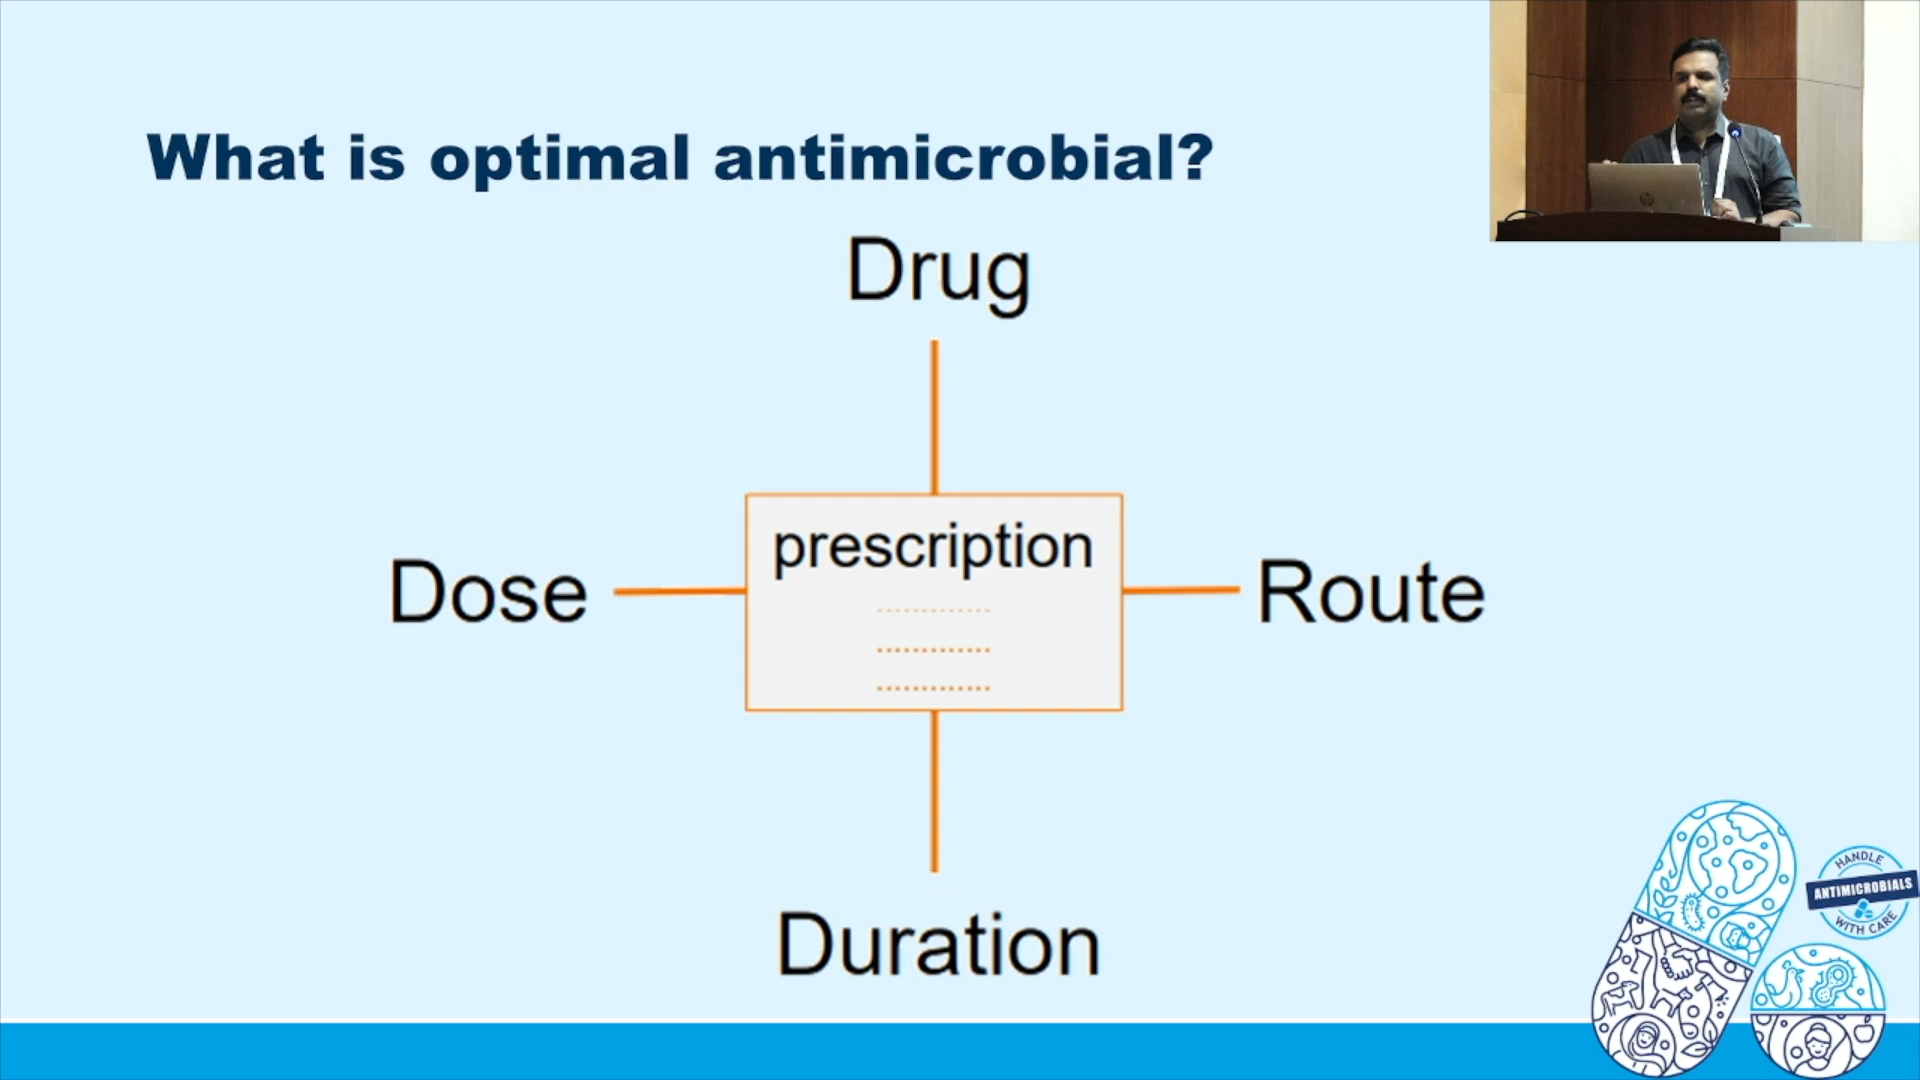 What is optimal antimicrobial?
Drug
prescription
Dose
Route
Duration
HANDLE
ANTIMICROBIALS
WITH CARE